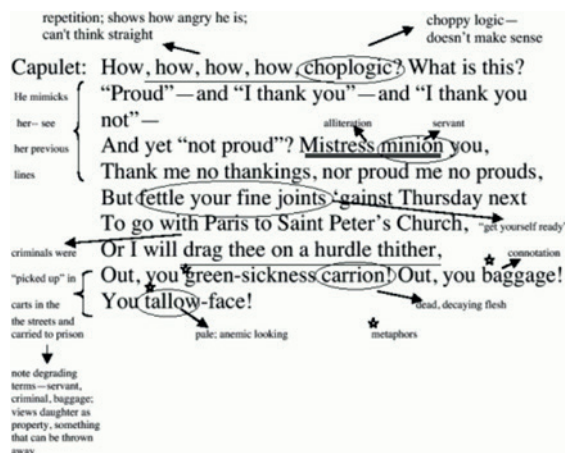 repetition; shows how angry he is;
can't think straight
choppy logic—
doesn't make sense
Capulet: How, how, how, how, choplogic? What is this?
He mimicks
“Proud”—and “I thank you”—and “I thank you
her– see
not”—
alliteration
servant
her previous
And yet “not proud”? Mistress minion you,
lines
Thank me no thankings, nor proud me no prouds,
But fettle your fine joints 'gainst Thursday next
To go with Paris to Saint Peter's Church,
“get yourself ready”
criminals were
Or I will drag thee on a hurdle thither,
connotation
“picked up” in
Out, you green-sickness carrion! Out, you baggage!
carts in the
You tallow-face!
dead, decaying flesh
the streets and
carried to prison
pale; anemic looking
metaphors
note degrading
terms—servant,
criminal, baggage;
views daughter as
property, something
that can be thrown
away